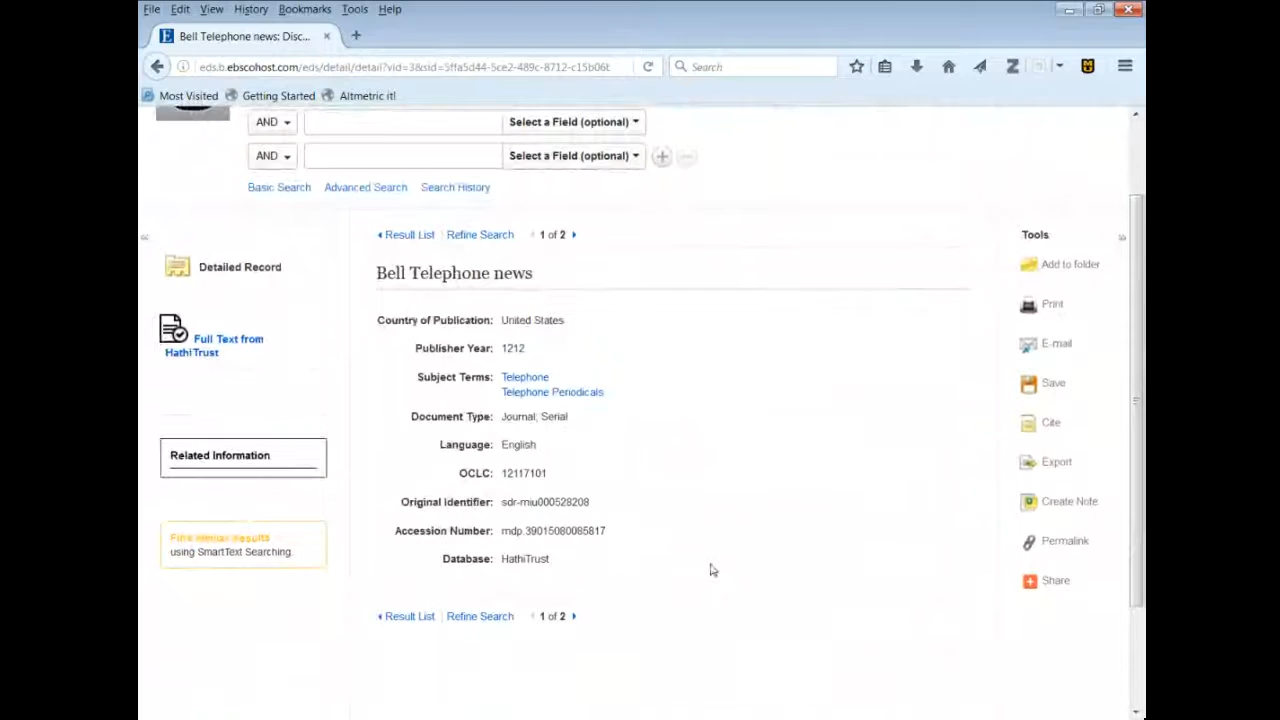 File Edit View History Bookmarks Tools Help
Bell Telephone news: Disc... × +
eds.b.ebscohost.com/eds/detail/detail?vid=3&sid=5ffa5d44-5ce2-489c-8712-c15b06t Search
Most Visited Getting Started Altmetric it!
AND Select a Field (optional)
AND Select a Field (optional)
Basic Search Advanced Search Search History
Result List Refine Search 1 of 2
Tools
Detailed Record
Add to folder
Bell Telephone news
Print
Country of Publication: United States
Full Text from
HathiTrust
E-mail
Publisher Year: 1212
Subject Terms: Telephone
Telephone Periodicals
Save
Document Type: Journal; Serial
Cite
Language: English
Related Information
Export
OCLC: 12117101
Original Identifier: sdr-miu000528208
Create Note
Accession Number: mdp.39015080085817
Find Similar Results
using SmartText Searching.
Permalink
Database: HathiTrust
Share
Result List Refine Search 1 of 2